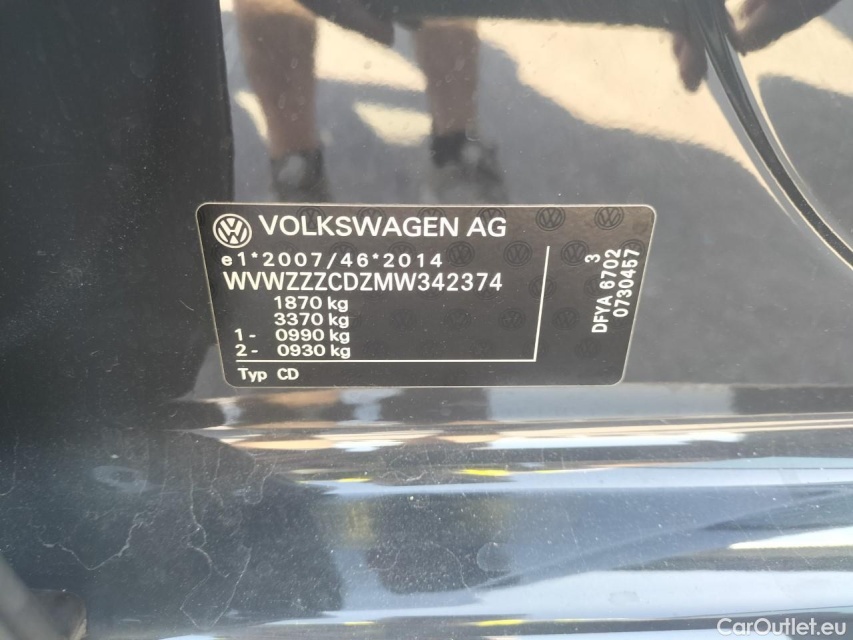 VOLKSWAGEN AG
e1*2007/46*2014
WVWZZZCDZMW342374
1870 kg
3370 kg
1- 0990 kg
2- 0930 kg
Typ CD
3
DFYA 6702
0730457
CarOutlet.eu